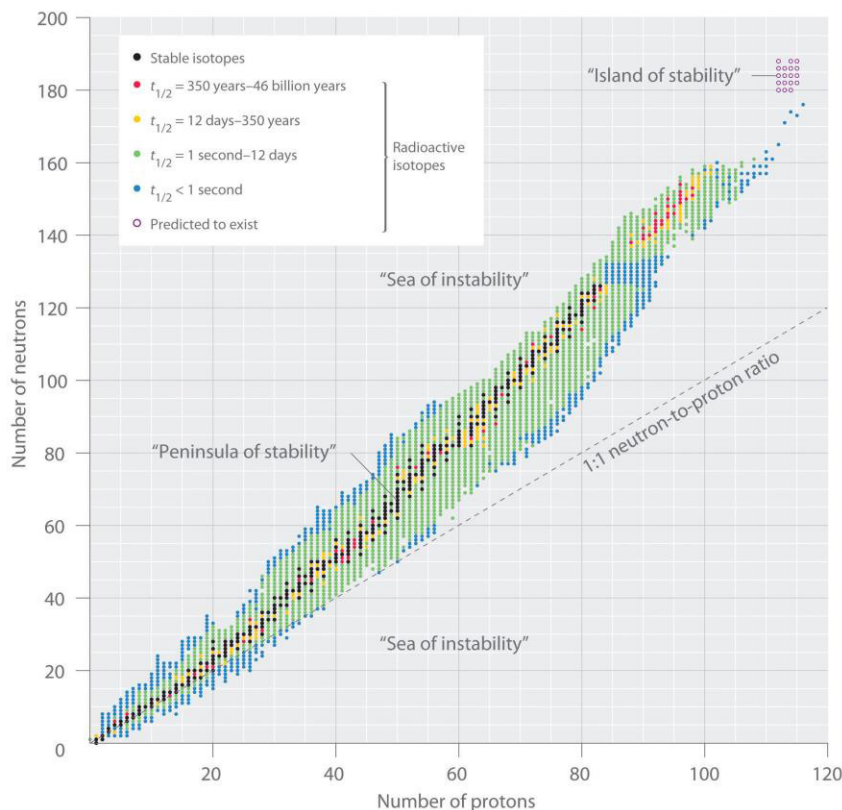 200
180
160
140
120
100
80
60
40
20
0
Number of neutrons
Stable isotopes
t1/2 = 350 years–46 billion years
t1/2 = 12 days–350 years
t1/2 = 1 second–12 days
t1/2 < 1 second
Predicted to exist
Radioactive
isotopes
“Island of stability”
“Sea of instability”
“Peninsula of stability”
1:1 neutron-to-proton ratio
“Sea of instability”
20
40
60
80
100
120
Number of protons